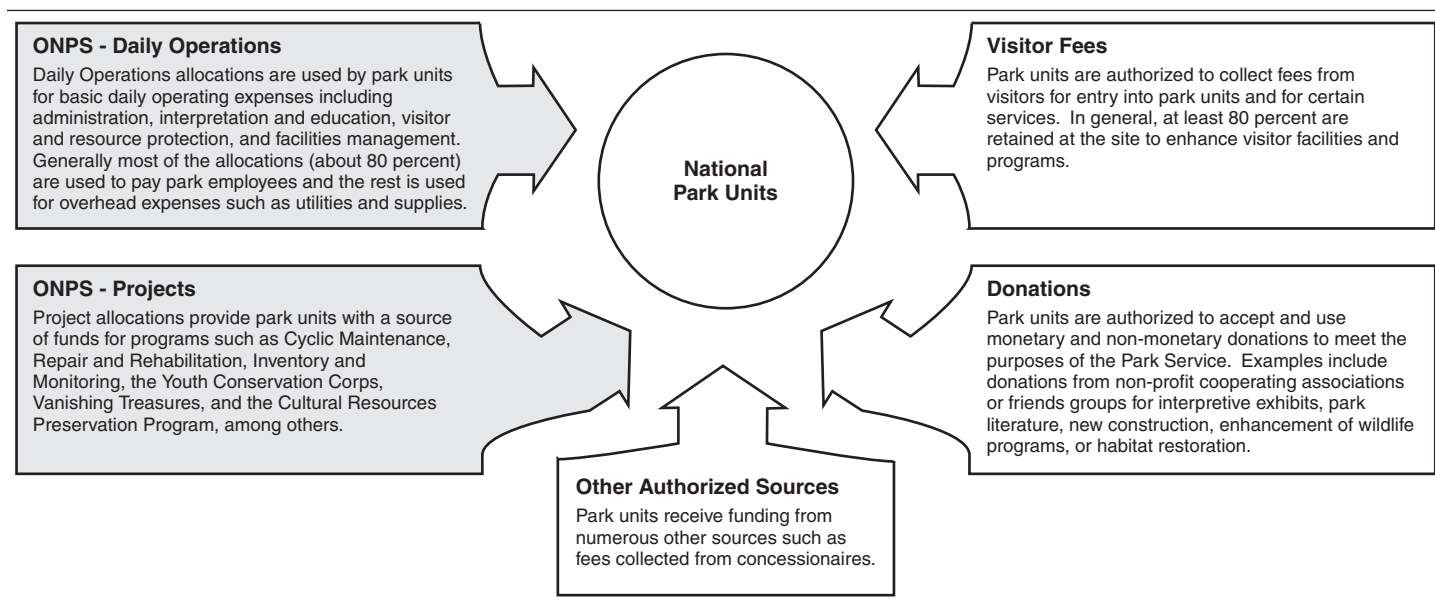 ONPS - Daily Operations
Daily Operations allocations are used by park units
for basic daily operating expenses including
administration, interpretation and education, visitor
and resource protection, and facilities management.
Generally most of the allocations (about 80 percent)
are used to pay park employees and the rest is used
for overhead expenses such as utilities and supplies.
National
Park Units
Visitor Fees
Park units are authorized to collect fees from
visitors for entry into park units and for certain
services. In general, at least 80 percent are
retained at the site to enhance visitor facilities and
programs.
ONPS - Projects
Project allocations provide park units with a source
of funds for programs such as Cyclic Maintenance,
Repair and Rehabilitation, Inventory and
Monitoring, the Youth Conservation Corps,
Vanishing Treasures, and the Cultural Resources
Preservation Program, among others.
Donations
Park units are authorized to accept and use
monetary and non-monetary donations to meet the
purposes of the Park Service. Examples include
donations from non-profit cooperating associations
or friends groups for interpretive exhibits, park
literature, new construction, enhancement of wildlife
programs, or habitat restoration.
Other Authorized Sources
Park units receive funding from
numerous other sources such as
fees collected from concessionaires.